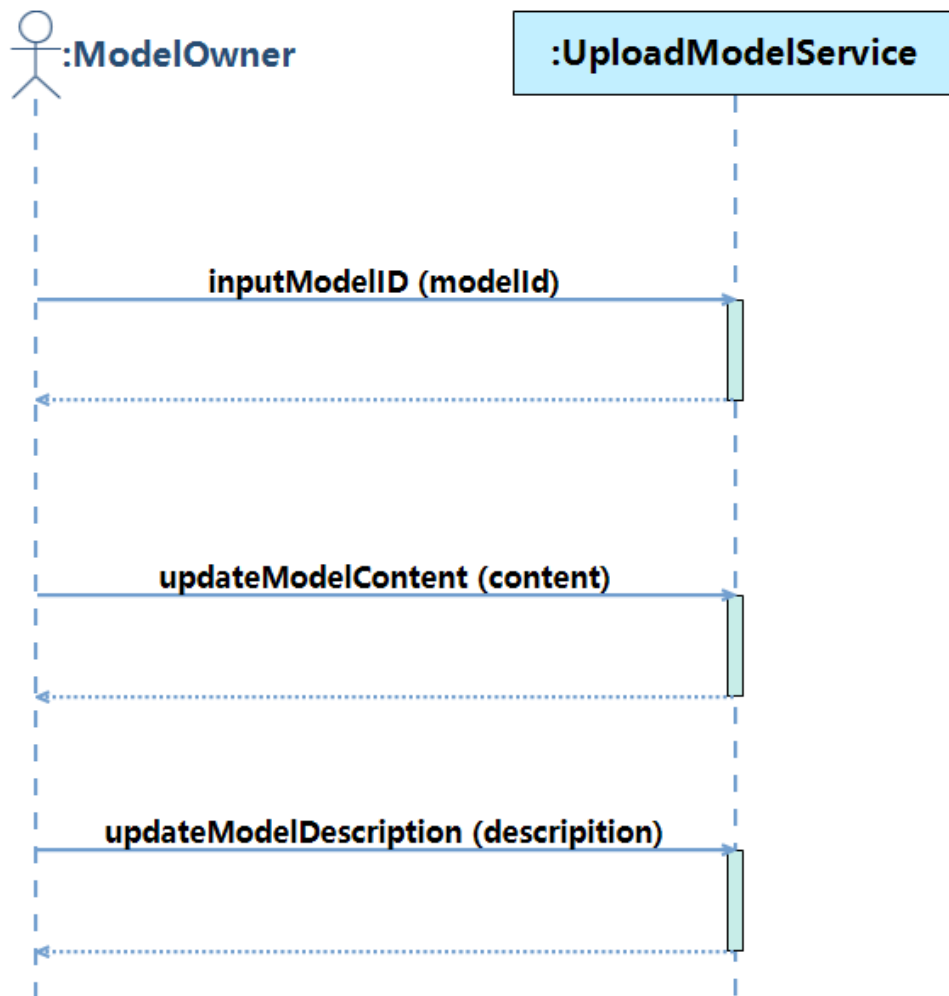 :ModelOwner
:UploadModelService
inputModelID (modelId)
updateModelContent (content)
updateModelDescription (descripition)